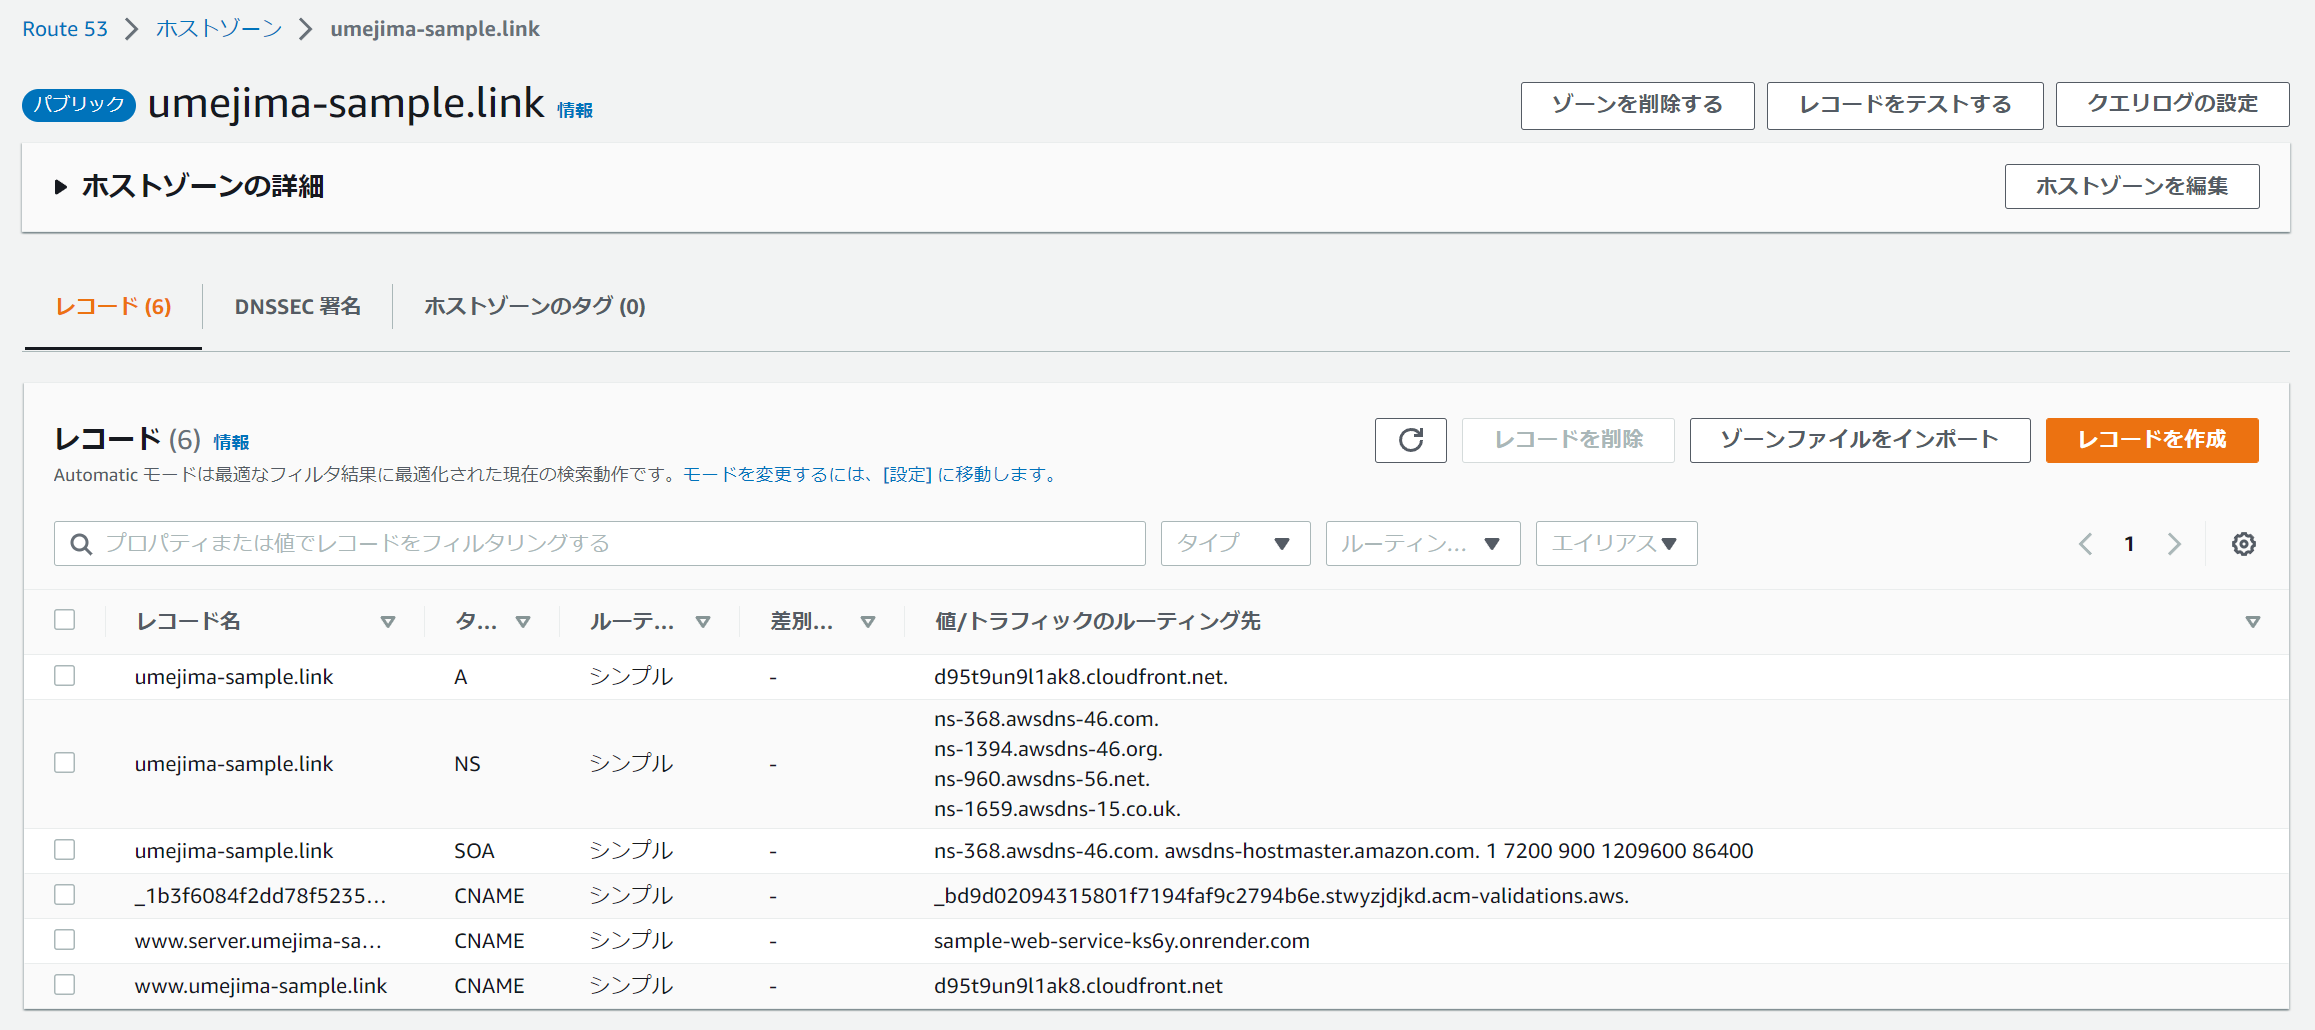 Route 53 > ホストゾーン > umejima-sample.link
パブリック umejima-sample.link 情報
ゾーンを削除する レコードをテストする クエリログの設定
ホストゾーンの詳細 ホストゾーンを編集
レコード (6) DNSSEC 署名 ホストゾーンのタグ (0)
レコード (6) 情報
レコードを削除 ゾーンファイルをインポート レコードを作成
Automatic モードは最適なフィルタ結果に最適化された現在の検索動作です。モードを変更するには、[設定] に移動します。
プロパティまたは値でレコードをフィルタリングする タイプ ルーティン... エイリアス 1
レコード名 タ... ルーテ... 差別... 値/トラフィックのルーティング先
umejima-sample.link A シンプル - d95t9un9l1ak8.cloudfront.net.
umejima-sample.link NS シンプル - ns-368.awsdns-46.com.
ns-1394.awsdns-46.org.
ns-960.awsdns-56.net.
ns-1659.awsdns-15.co.uk.
umejima-sample.link SOA シンプル - ns-368.awsdns-46.com. awsdns-hostmaster.amazon.com. 1 7200 900 1209600 86400
_1b3f6084f2dd78f5235... CNAME シンプル - _bd9d02094315801f7194faf9c2794b6e.stwyzjdjkd.acm-validations.aws.
www.server.umejima-sa... CNAME シンプル - sample-web-service-ks6y.onrender.com
www.umejima-sample.link CNAME シンプル - d95t9un9l1ak8.cloudfront.net